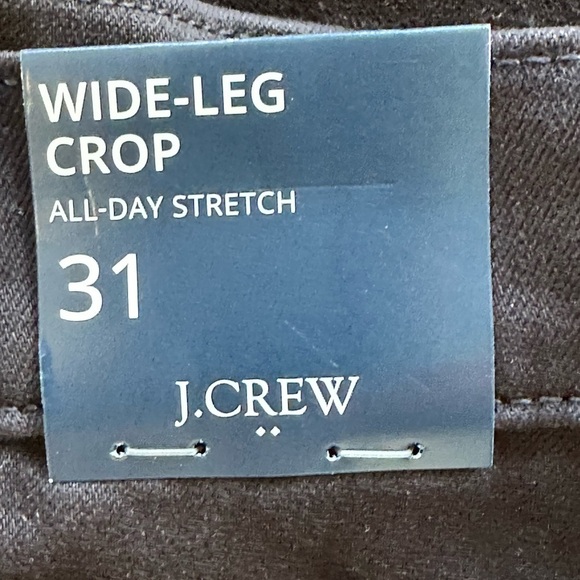 WIDE-LEG
CROP
ALL-DAY STRETCH
31
J.CREW